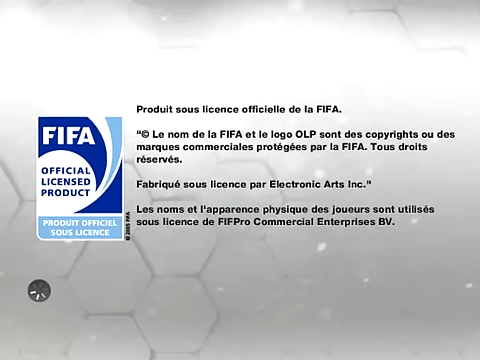 Produit sous licence officielle de la FIFA.
"© Le nom de la FIFA et le logo OLP sont des copyrights ou des
marques commerciales protégées par la FIFA. Tous droits
réservés.
Fabriqué sous licence par Electronic Arts Inc."
Les noms et l'apparence physique des joueurs sont utilisés
sous licence de FIFPro Commercial Enterprises BV.
FIFA
OFFICIAL
LICENSED
PRODUCT
PRODUIT OFFICIEL
SOUS LICENCE
© 2005 FIFA